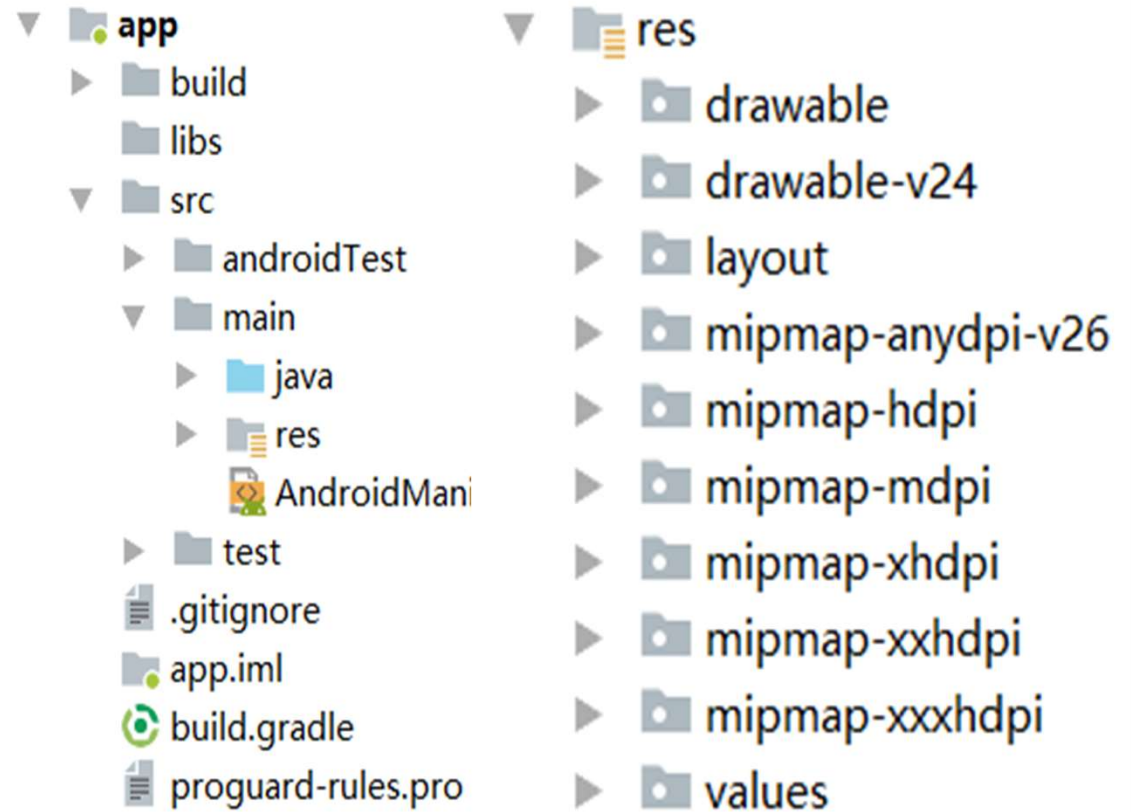 app
build
libs
src
androidTest
main
java
res
AndroidMani
test
.gitignore
app.iml
build.gradle
proguard-rules.pro
res
drawable
drawable-v24
layout
mipmap-anydpi-v26
mipmap-hdpi
mipmap-mdpi
mipmap-xhdpi
mipmap-xxhdpi
mipmap-xxxhdpi
values